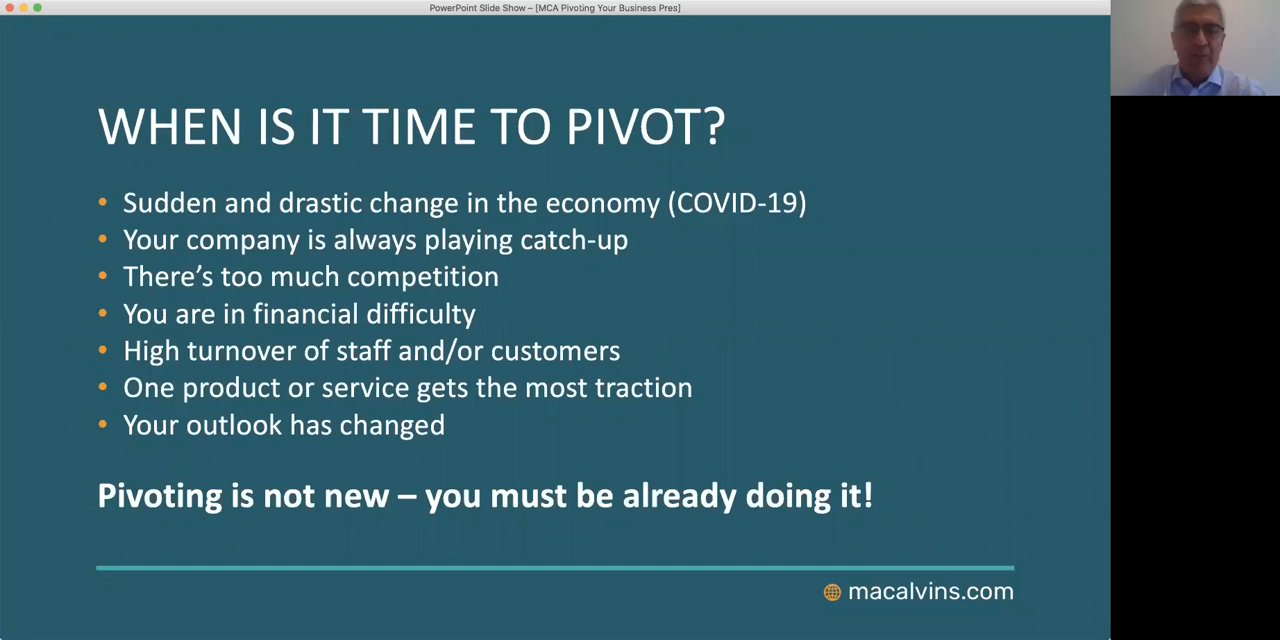 PowerPoint Slide Show – [MCA Pivoting Your Business Pres]
WHEN IS IT TIME TO PIVOT?
• Sudden and drastic change in the economy (COVID-19)
• Your company is always playing catch-up
• There’s too much competition
• You are in financial difficulty
• High turnover of staff and/or customers
• One product or service gets the most traction
• Your outlook has changed
Pivoting is not new – you must be already doing it!
macalvins.com